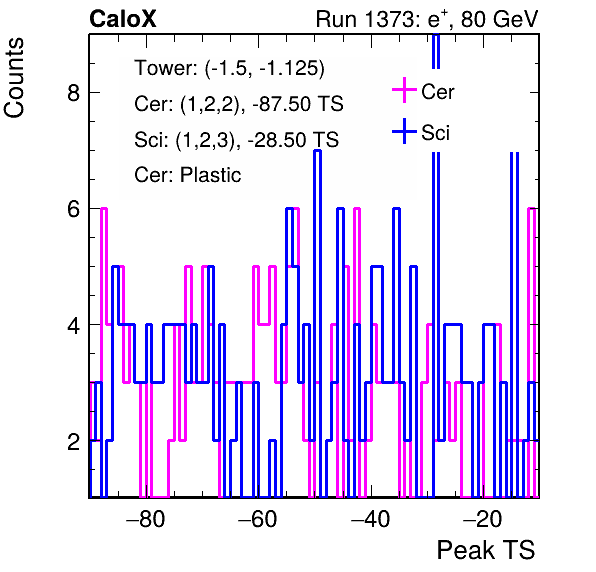 CaloX Run 1373: e⁺, 80 GeV
Counts
Tower: (-1.5, -1.125)
Cer: (1,2,2), -87.50 TS
Sci: (1,2,3), -28.50 TS
Cer: Plastic
Cer
Sci
8
6
4
2
−80 −60 −40 −20
Peak TS